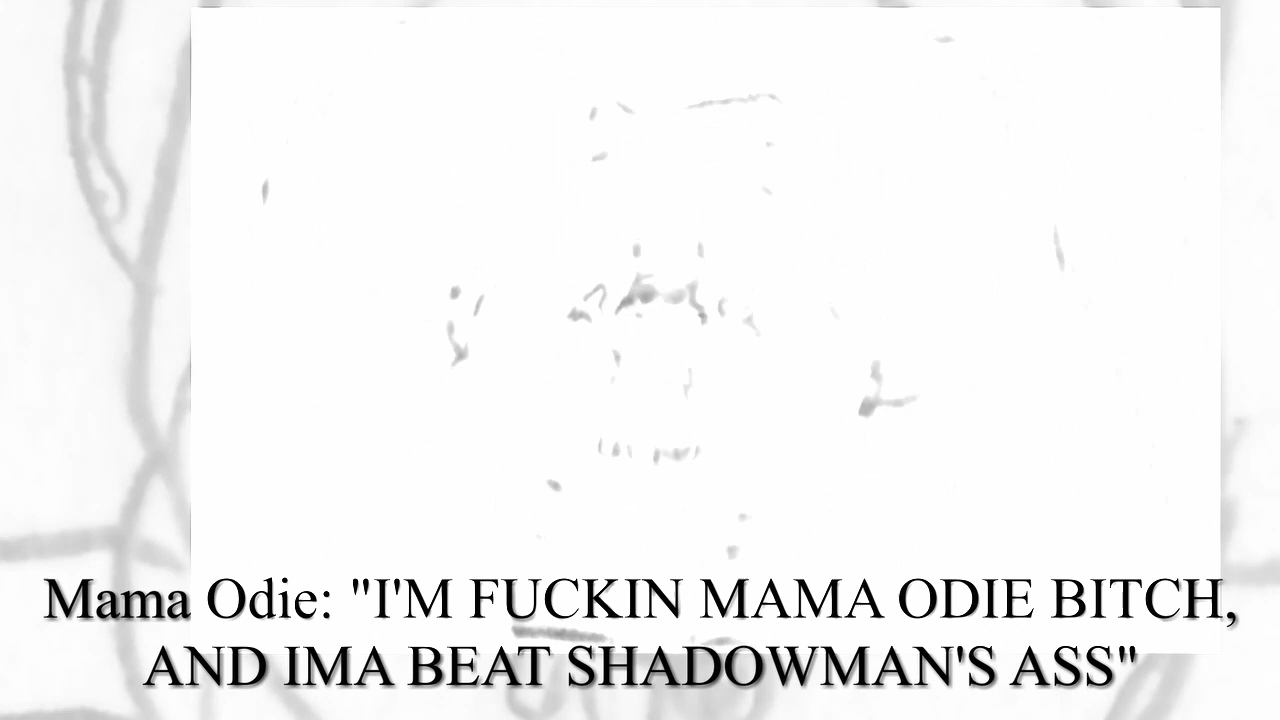 Mama Odie: "I'M FUCKIN MAMA ODIE BITCH,
AND IMA BEAT SHADOWMAN'S ASS"